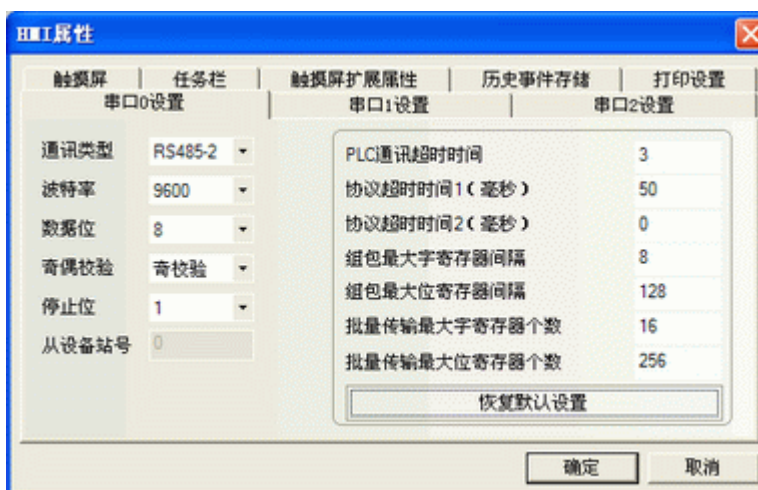 HMI属性
触摸屏 任务栏 触摸屏扩展属性 历史事件存储 打印设置
串口0设置 串口1设置 串口2设置
通讯类型 RS485-2
波特率 9600
数据位 8
奇偶校验 奇校验
停止位 1
从设备站号 0
PLC通讯超时时间 3
协议超时时间1(毫秒) 50
协议超时时间2(毫秒) 0
组包最大字寄存器间隔 8
组包最大位寄存器间隔 128
批量传输最大字寄存器个数 16
批量传输最大位寄存器个数 256
恢复默认设置
确定 取消